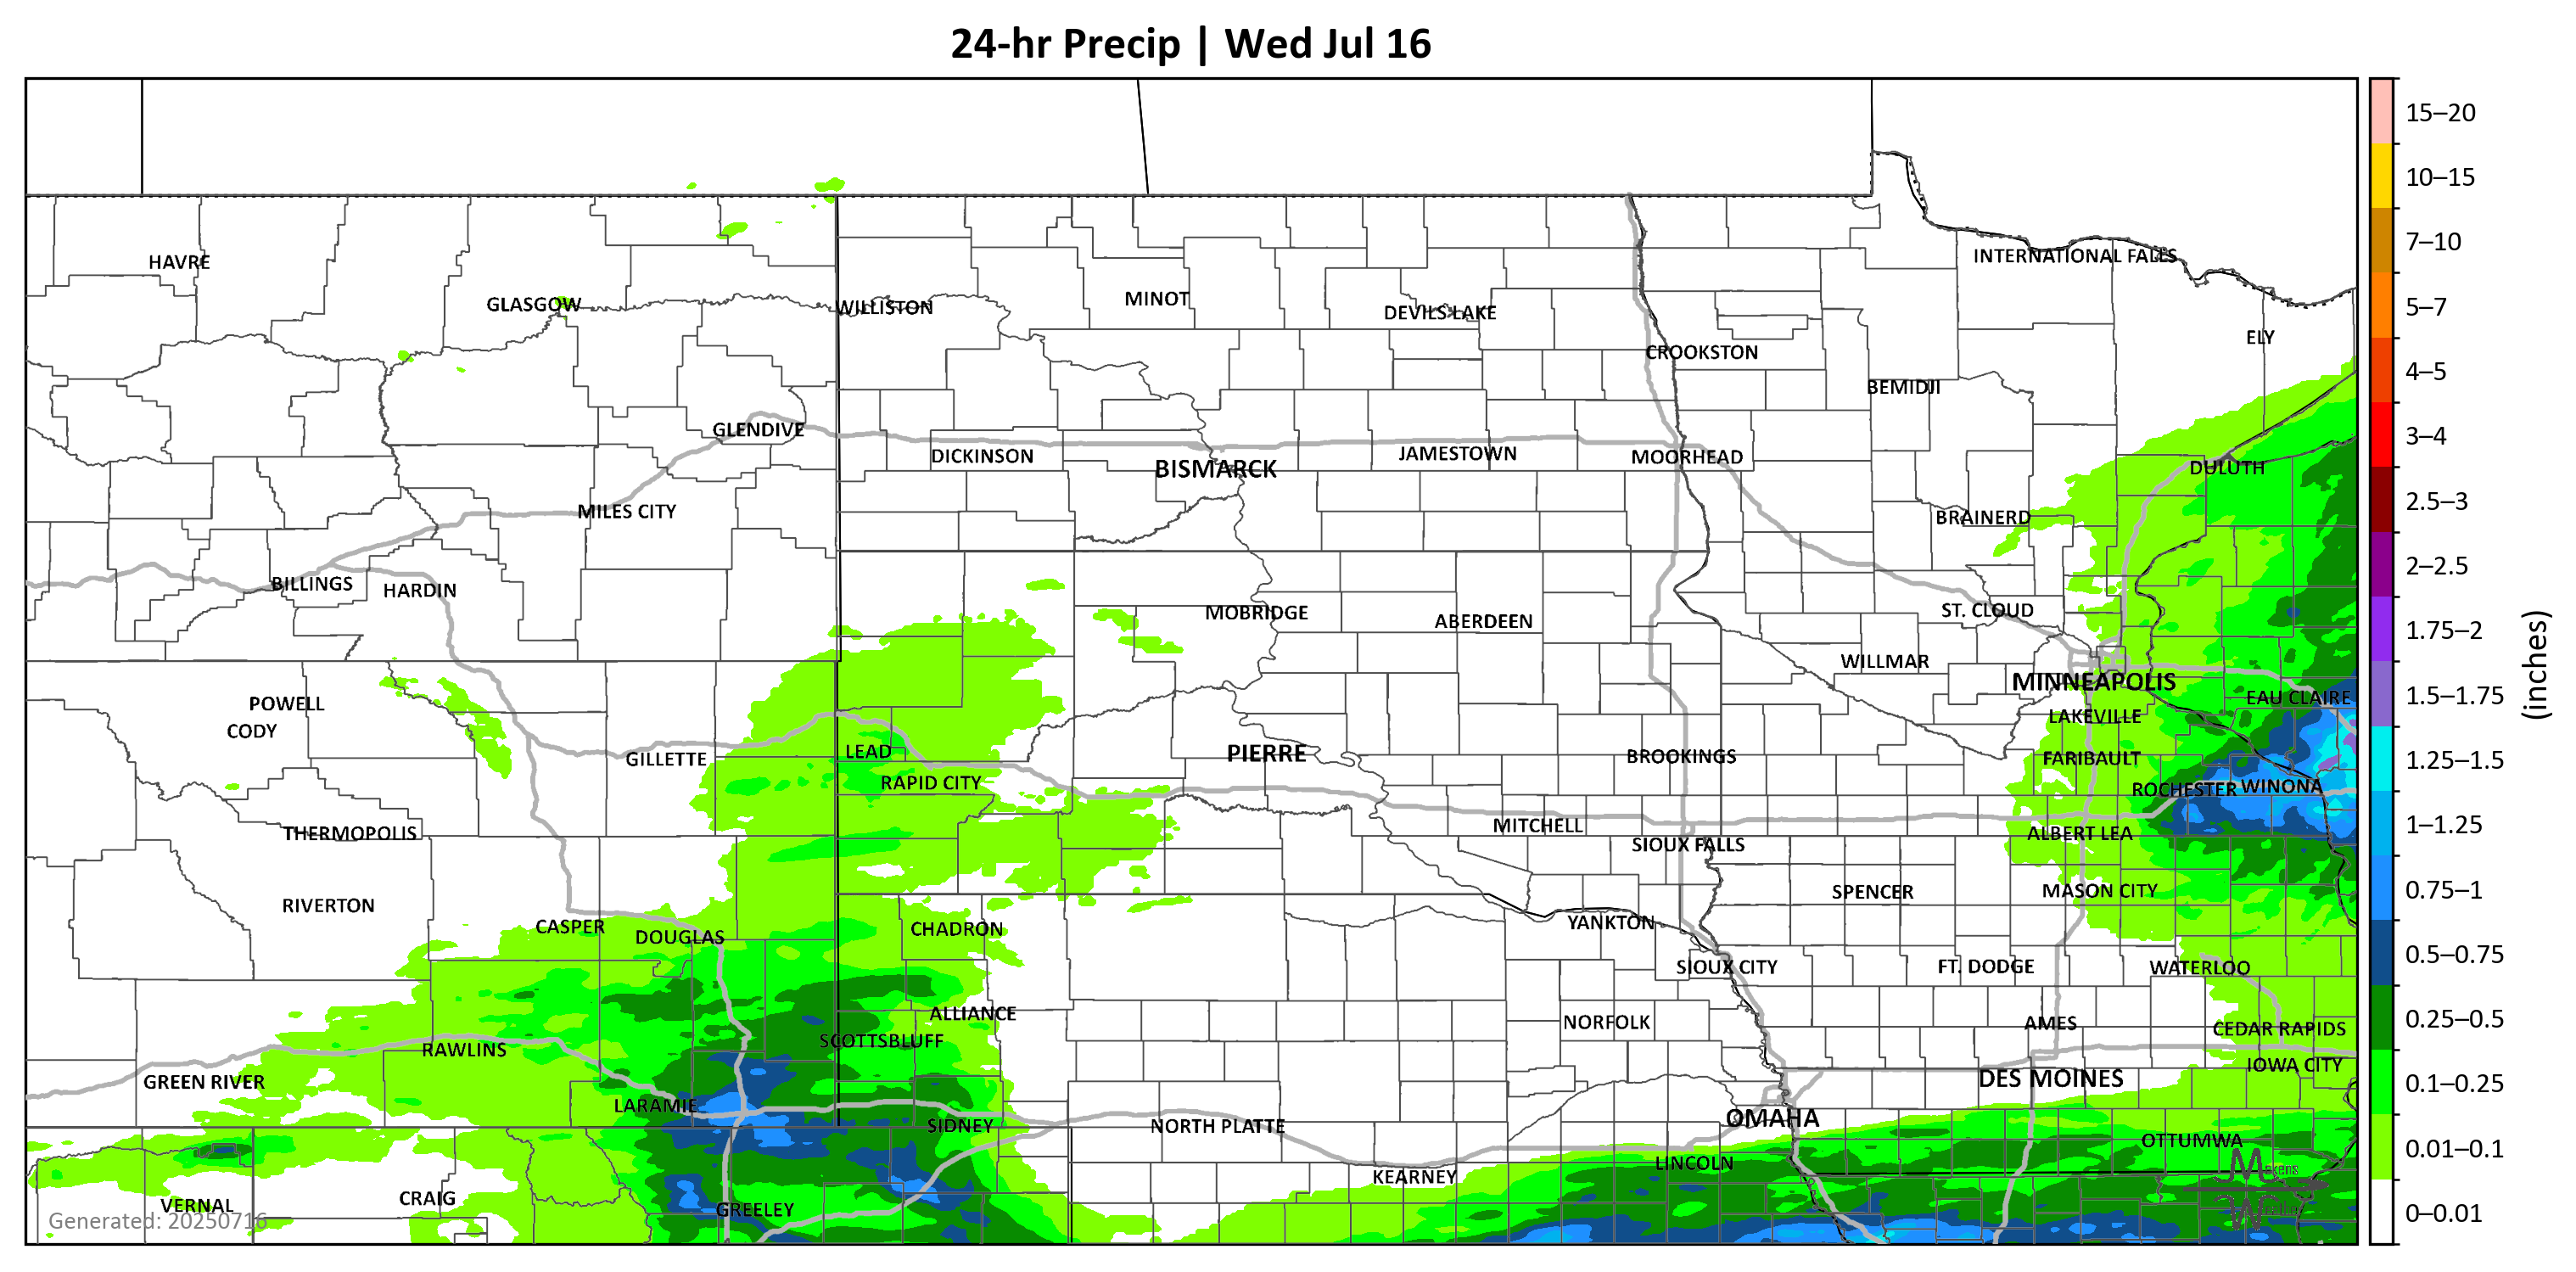 24-hr Precip | Wed Jul 16
HAVRE
GLASGOW
WILLISTON
MINOT
DEVILS LAKE
CROOKSTON
INTERNATIONAL FALLS
ELY
BEMIDJI
GLENDIVE
DICKINSON
BISMARCK
JAMESTOWN
MOORHEAD
DULUTH
MILES CITY
BRAINERD
BILLINGS
HARDIN
MOBRIDGE
ABERDEEN
ST. CLOUD
WILLMAR
MINNEAPOLIS
EAU CLAIRE
POWELL
CODY
LAKEVILLE
GILLETTE
LEAD
RAPID CITY
PIERRE
BROOKINGS
FARIBAULT
ROCHESTER
WINONA
THERMOPOLIS
MITCHELL
SIOUX FALLS
ALBERT LEA
RIVERTON
SPENCER
MASON CITY
CASPER
DOUGLAS
CHADRON
YANKTON
SIOUX CITY
FT. DODGE
WATERLOO
ALLIANCE
SCOTTSBLUFF
NORFOLK
AMES
CEDAR RAPIDS
RAWLINS
GREEN RIVER
IOWA CITY
DES MOINES
LARAMIE
SIDNEY
NORTH PLATTE
OMAHA
OTTUMWA
LINCOLN
KEARNEY
VERNAL
CRAIG
GREELEY
Generated: 20250716
15–20
10–15
7–10
5–7
4–5
3–4
2.5–3
2–2.5
1.75–2
1.5–1.75
1.25–1.5
1–1.25
0.75–1
0.5–0.75
0.25–0.5
0.1–0.25
0.01–0.1
0–0.01
(inches)